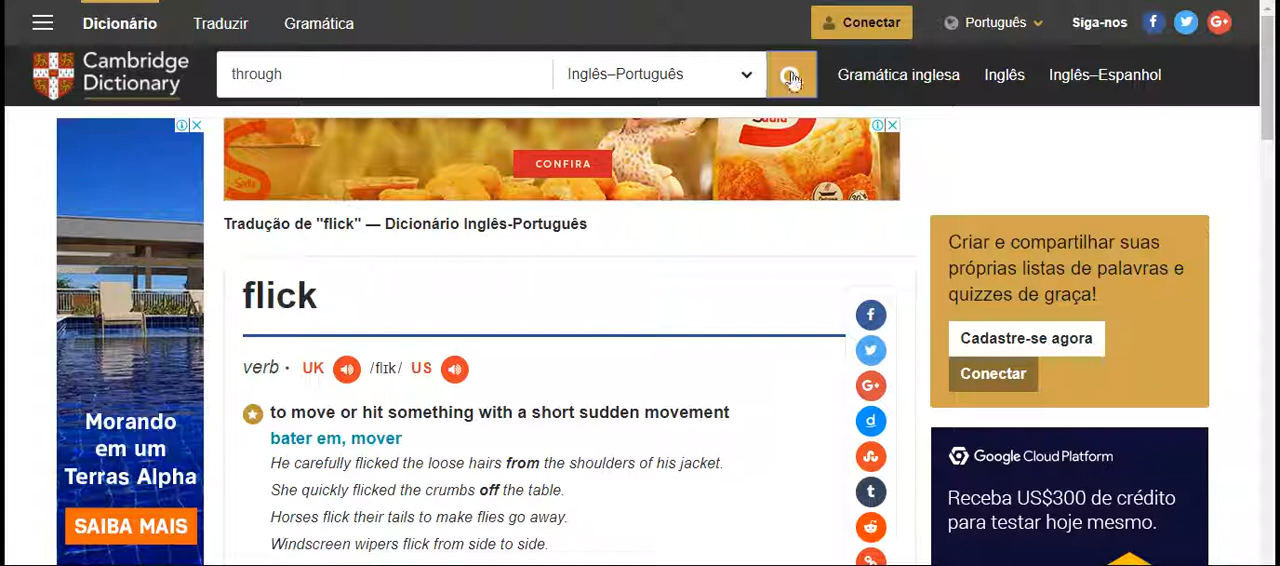 Dicionário Traduzir Gramática Conectar Português Siga-nos
Cambridge Dictionary through Inglês–Português Gramática inglesa Inglês Inglês–Espanhol
CONFIRA
Tradução de "flick" — Dicionário Inglês-Português
flick
verb · UK /flɪk/ US
to move or hit something with a short sudden movement
bater em, mover
He carefully flicked the loose hairs from the shoulders of his jacket.
She quickly flicked the crumbs off the table.
Horses flick their tails to make flies go away.
Windscreen wipers flick from side to side.
Morando
em um
Terras Alpha
SAIBA MAIS
Criar e compartilhar suas
próprias listas de palavras e
quizzes de graça!
Cadastre-se agora
Conectar
Google Cloud Platform
Receba US$300 de crédito
para testar hoje mesmo.